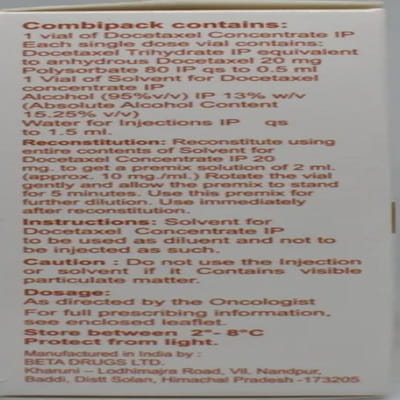 Combipack contains:
1 vial of Docetaxel Concentrate IP
Each single dose vial contains:
Docetaxel Trihydrate IP equivalent
to anhydrous Docetaxel 20 mg
Polysorbate 80 IP qs to 0.5 ml
1 Vial of Solvent for Docetaxel
concentrate IP
Alcohol (95%v/v) IP 13% w/v
(Absolute Alcohol Content
15.25% v/v)
Water for Injections IP qs
to 1.5 ml.
Reconstitution: Reconstitute using
entire contents of Solvent for
Docetaxel Concentrate IP 20
mg. to get a premix solution of 2 ml.
(approx. 10 mg./ml.) Rotate the vial
gently and allow the premix to stand
for 5 minutes. Use this premix for
further dilution. Use immediately
after reconstitution.
Instructions: Solvent for
Docetaxel Concentrate IP
to be used as diluent and not to
be injected as such.
Caution : Do not use the Injection
or solvent if it Contains visible
particulate matter.
Dosage:
As directed by the Oncologist
For full prescribing information,
see enclosed leaflet.
Store between 2°- 8°C
Protect from light.
Manufactured in India by :
BETA DRUGS LTD.
Kharuni – Lodhimajra Road, Vil. Nandpur,
Baddi, Distt Solan, Himachal Pradesh -173205